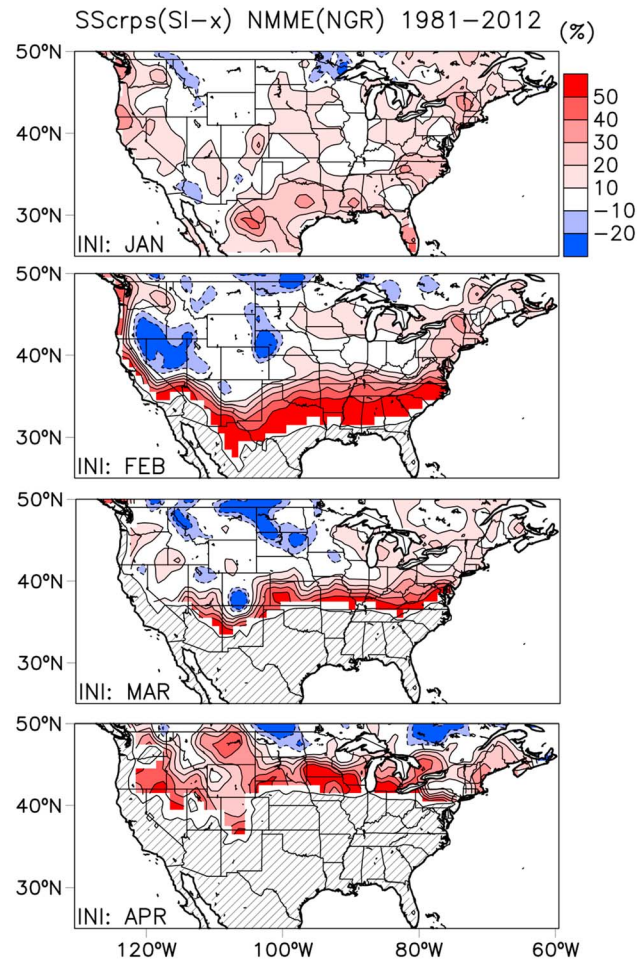 SScrps(SI-x) NMME(NGR) 1981-2012
(%)
50°N
40°N
30°N
INI: JAN
50
40
30
20
10
-10
-20
50°N
40°N
30°N
INI: FEB
50°N
40°N
30°N
INI: MAR
50°N
40°N
30°N
INI: APR
120°W 100°W 80°W 60°W